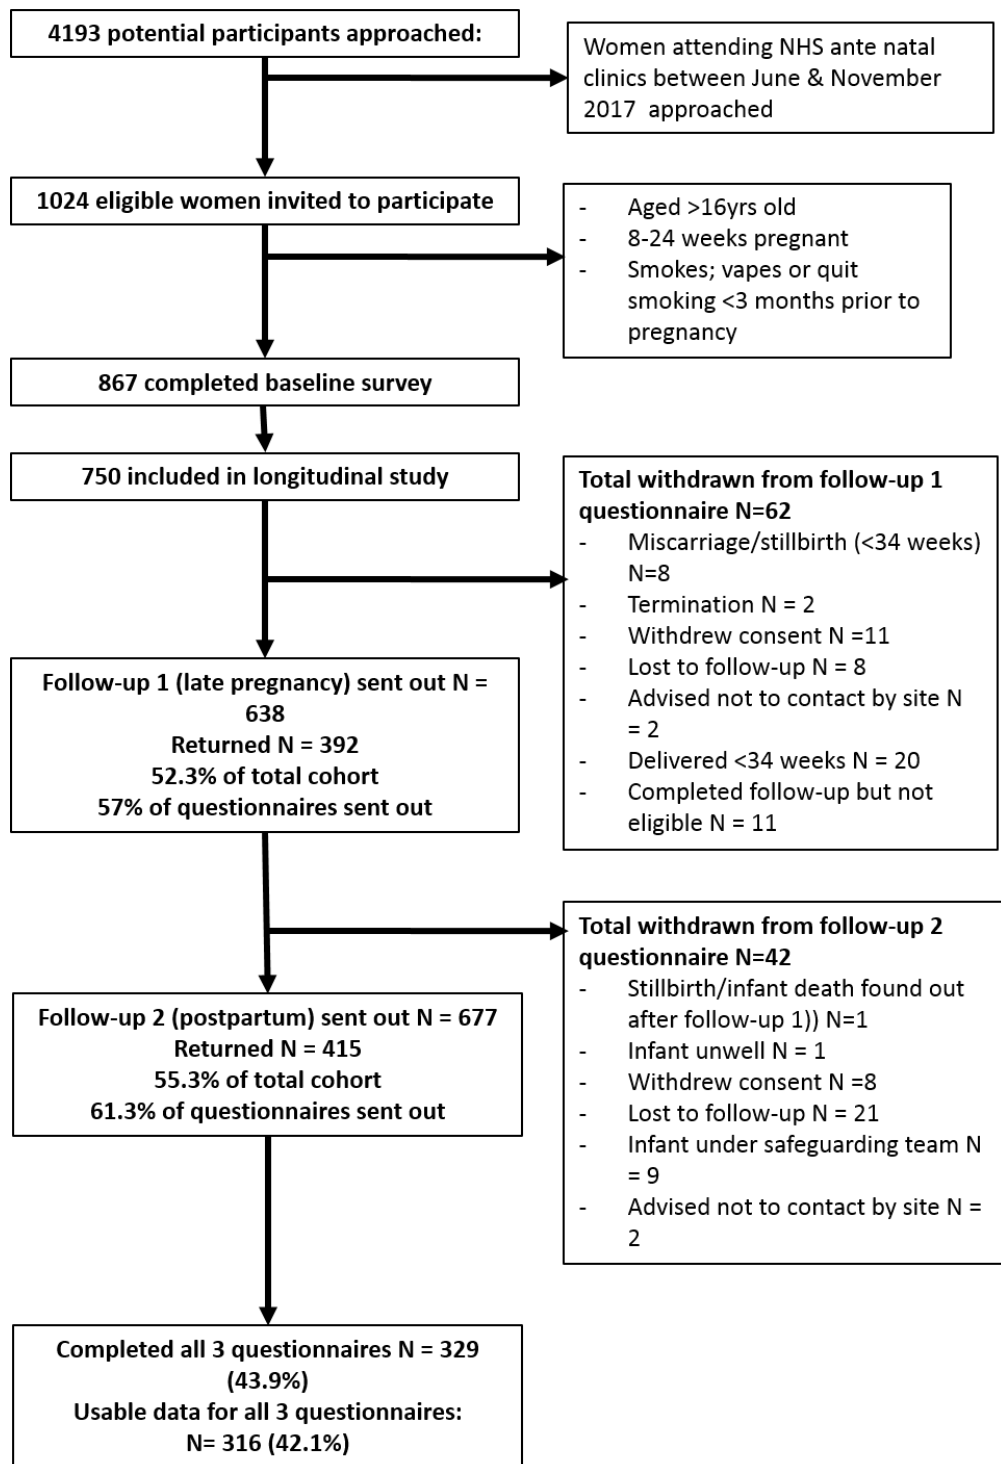 4193 potential participants approached:
Women attending NHS ante natal
clinics between June & November
2017 approached
1024 eligible women invited to participate
- Aged >16yrs old
- 8-24 weeks pregnant
- Smokes; vapes or quit
smoking <3 months prior to
pregnancy
867 completed baseline survey
750 included in longitudinal study
Total withdrawn from follow-up 1
questionnaire N=62
- Miscarriage/stillbirth (<34 weeks)
N=8
- Termination N = 2
- Withdrew consent N =11
- Lost to follow-up N = 8
- Advised not to contact by site N
= 2
- Delivered <34 weeks N = 20
- Completed follow-up but not
eligible N = 11
Follow-up 1 (late pregnancy) sent out N =
638
Returned N = 392
52.3% of total cohort
57% of questionnaires sent out
Total withdrawn from follow-up 2
questionnaire N=42
- Stillbirth/infant death found out
after follow-up 1)) N=1
- Infant unwell N = 1
- Withdrew consent N =8
- Lost to follow-up N = 21
- Infant under safeguarding team N
= 9
- Advised not to contact by site N =
2
Follow-up 2 (postpartum) sent out N = 677
Returned N = 415
55.3% of total cohort
61.3% of questionnaires sent out
Completed all 3 questionnaires N = 329
(43.9%)
Usable data for all 3 questionnaires:
N= 316 (42.1%)